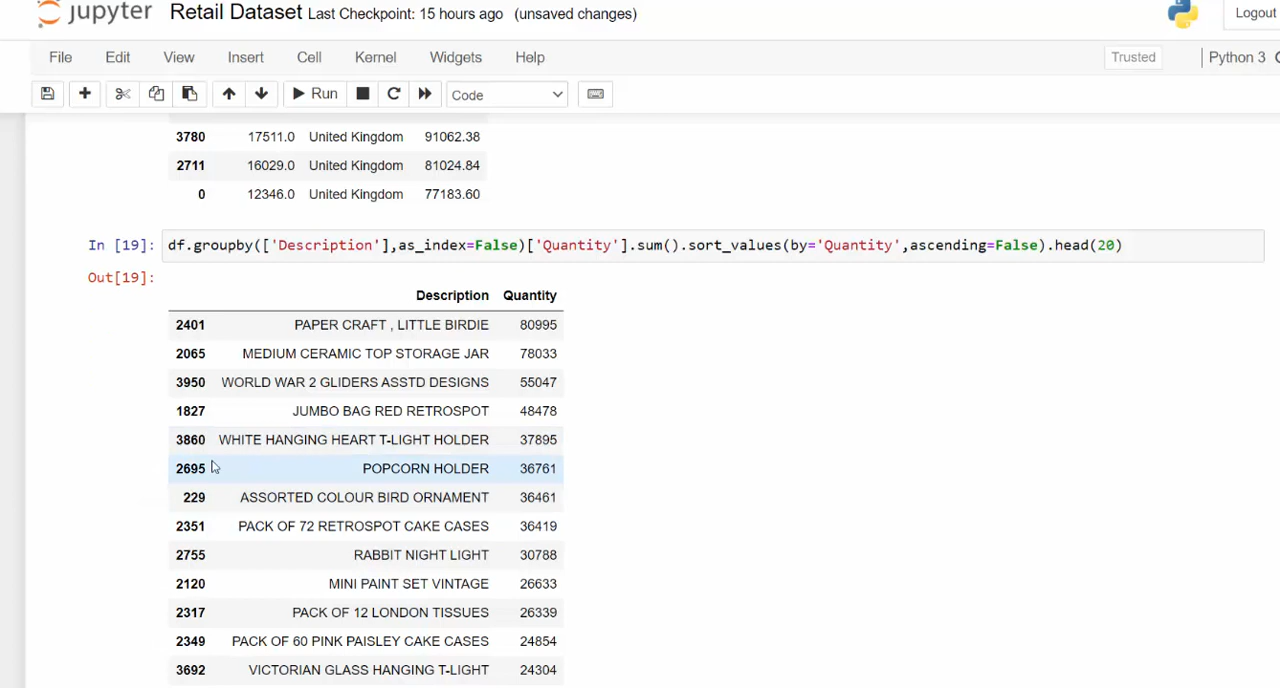 jupyter Retail Dataset Last Checkpoint: 15 hours ago (unsaved changes) Logout
File Edit View Insert Cell Kernel Widgets Help Trusted Python 3
Run Code
3780 17511.0 United Kingdom 91062.38
2711 16029.0 United Kingdom 81024.84
0 12346.0 United Kingdom 77183.60
In [19]: df.groupby(['Description'],as_index=False)['Quantity'].sum().sort_values(by='Quantity',ascending=False).head(20)
Out[19]:
Description Quantity
2401 PAPER CRAFT , LITTLE BIRDIE 80995
2065 MEDIUM CERAMIC TOP STORAGE JAR 78033
3950 WORLD WAR 2 GLIDERS ASSTD DESIGNS 55047
1827 JUMBO BAG RED RETROSPOT 48478
3860 WHITE HANGING HEART T-LIGHT HOLDER 37895
2695 POPCORN HOLDER 36761
229 ASSORTED COLOUR BIRD ORNAMENT 36461
2351 PACK OF 72 RETROSPOT CAKE CASES 36419
2755 RABBIT NIGHT LIGHT 30788
2120 MINI PAINT SET VINTAGE 26633
2317 PACK OF 12 LONDON TISSUES 26339
2349 PACK OF 60 PINK PAISLEY CAKE CASES 24854
3692 VICTORIAN GLASS HANGING T-LIGHT 24304